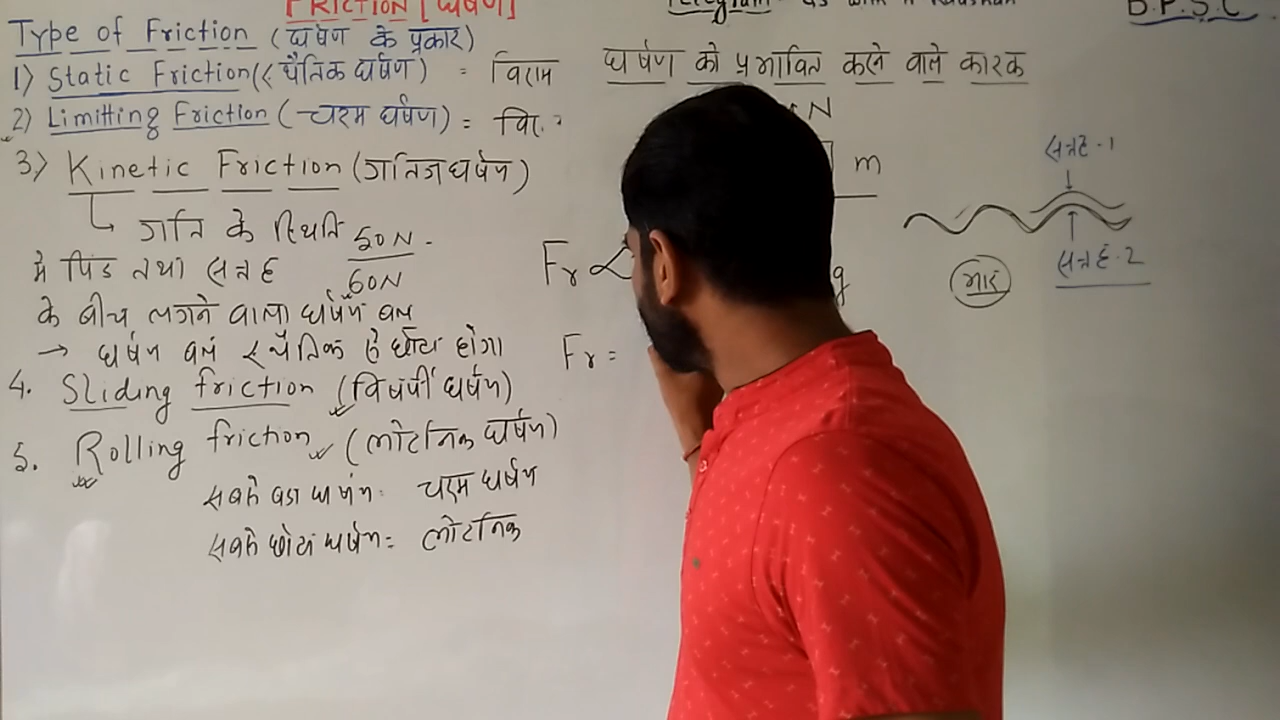 FRICTION [घर्षण]
B.P.S.C
Type of Friction (घर्षण के प्रकार)
1) Static Friction (स्थैतिक घर्षण) = विराम
2) Limitting Friction (चरम घर्षण) =
3) Kinetic Friction (गतिज घर्षण)
गति के स्थिति 50N
में पिंड तथा सतह 60N
के बीच लगने वाला घर्षण बल
→ घर्षण बल स्थैतिक से छोटा होगा
4. Sliding friction (विसर्पी घर्षण)
5. Rolling friction (लोटनिक घर्षण)
सबसे बड़ा घर्षण: चरम घर्षण
सबसे छोटा घर्षण = लोटनिक
घर्षण को प्रभावित करने वाले कारक
N
m
Fr ∝
g
Fr =
सतह-1
सतह-2
भार